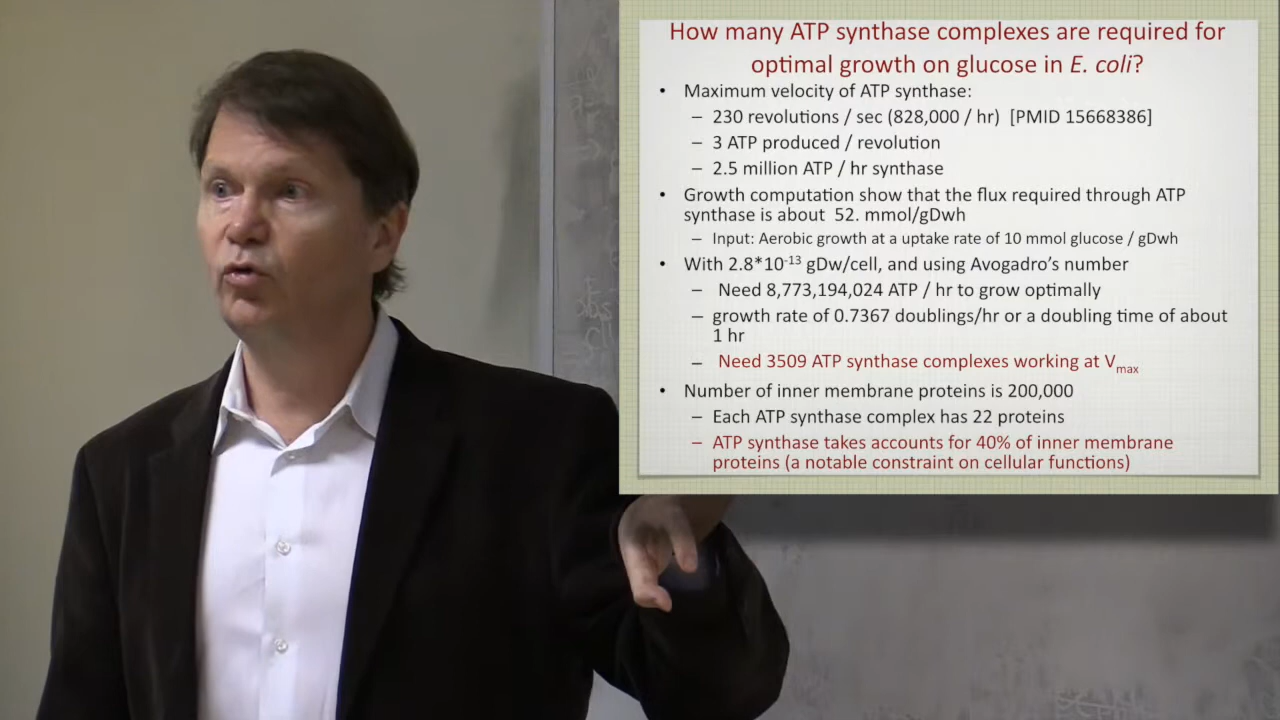 How many ATP synthase complexes are required for
optimal growth on glucose in E. coli?
• Maximum velocity of ATP synthase:
– 230 revolutions / sec (828,000 / hr) [PMID 15668386]
– 3 ATP produced / revolution
– 2.5 million ATP / hr synthase
• Growth computation show that the flux required through ATP
synthase is about 52. mmol/gDwh
– Input: Aerobic growth at a uptake rate of 10 mmol glucose / gDwh
• With 2.8*10⁻¹³ gDw/cell, and using Avogadro’s number
– Need 8,773,194,024 ATP / hr to grow optimally
– growth rate of 0.7367 doublings/hr or a doubling time of about
1 hr
– Need 3509 ATP synthase complexes working at Vmax
• Number of inner membrane proteins is 200,000
– Each ATP synthase complex has 22 proteins
– ATP synthase takes accounts for 40% of inner membrane
proteins (a notable constraint on cellular functions)